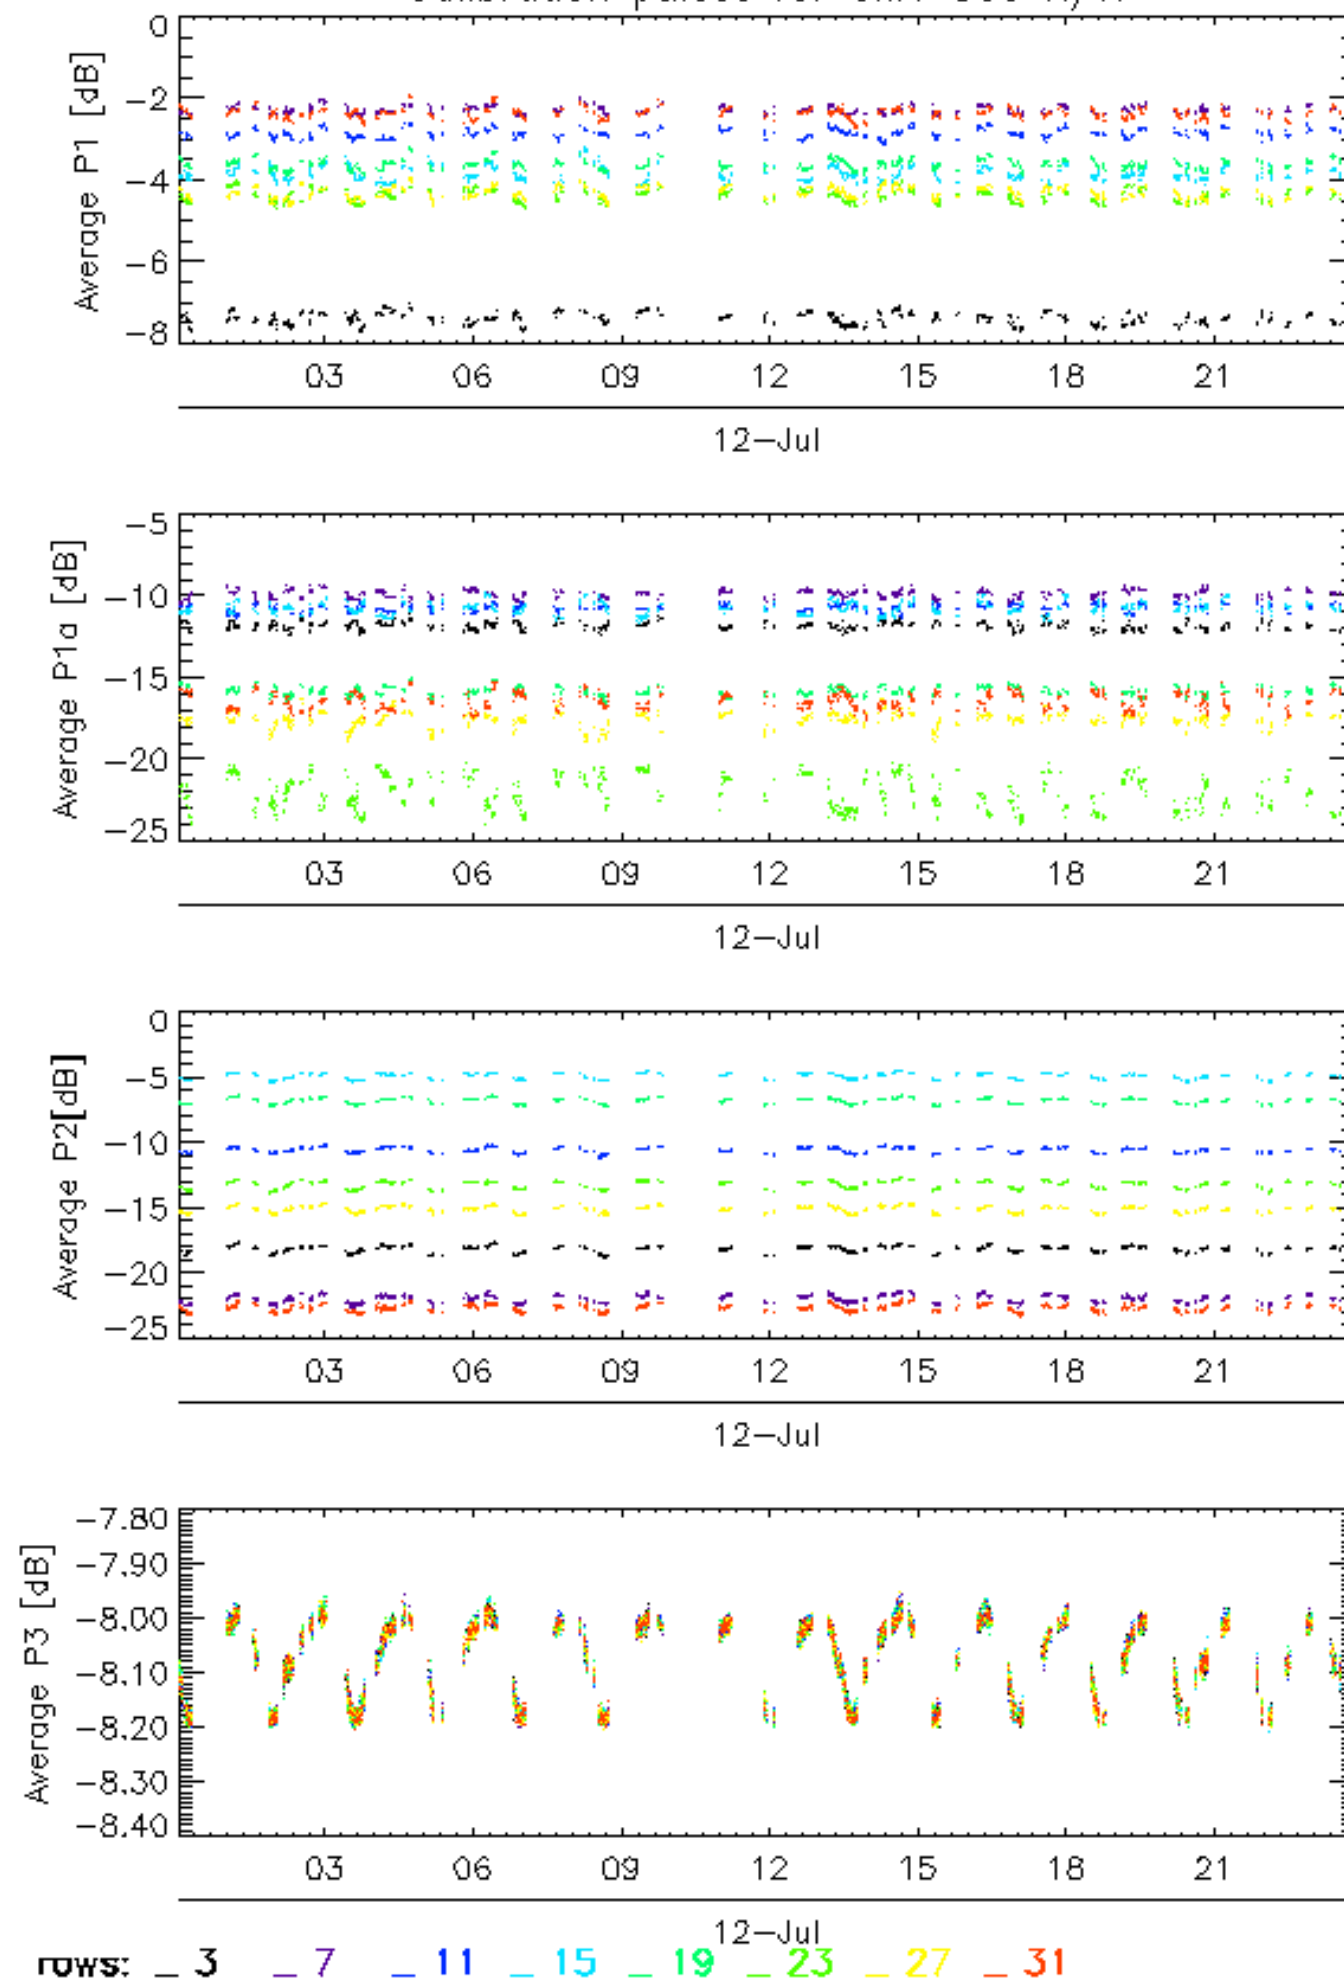 Average P1 [dB]
0
−2
−4
−6
−8
03 06 09 12 15 18 21
12−Jul
Average P1a [dB]
−5
−10
−15
−20
−25
03 06 09 12 15 18 21
12−Jul
Average P2[dB]
0
−5
−10
−15
−20
−25
03 06 09 12 15 18 21
12−Jul
Average P3 [dB]
−7.80
−7.90
−8.00
−8.10
−8.20
−8.30
−8.40
03 06 09 12 15 18 21
12−Jul
rows: _ 3 _ 7 _ 11 _ 15 _ 19 _ 23 _ 27 _ 31